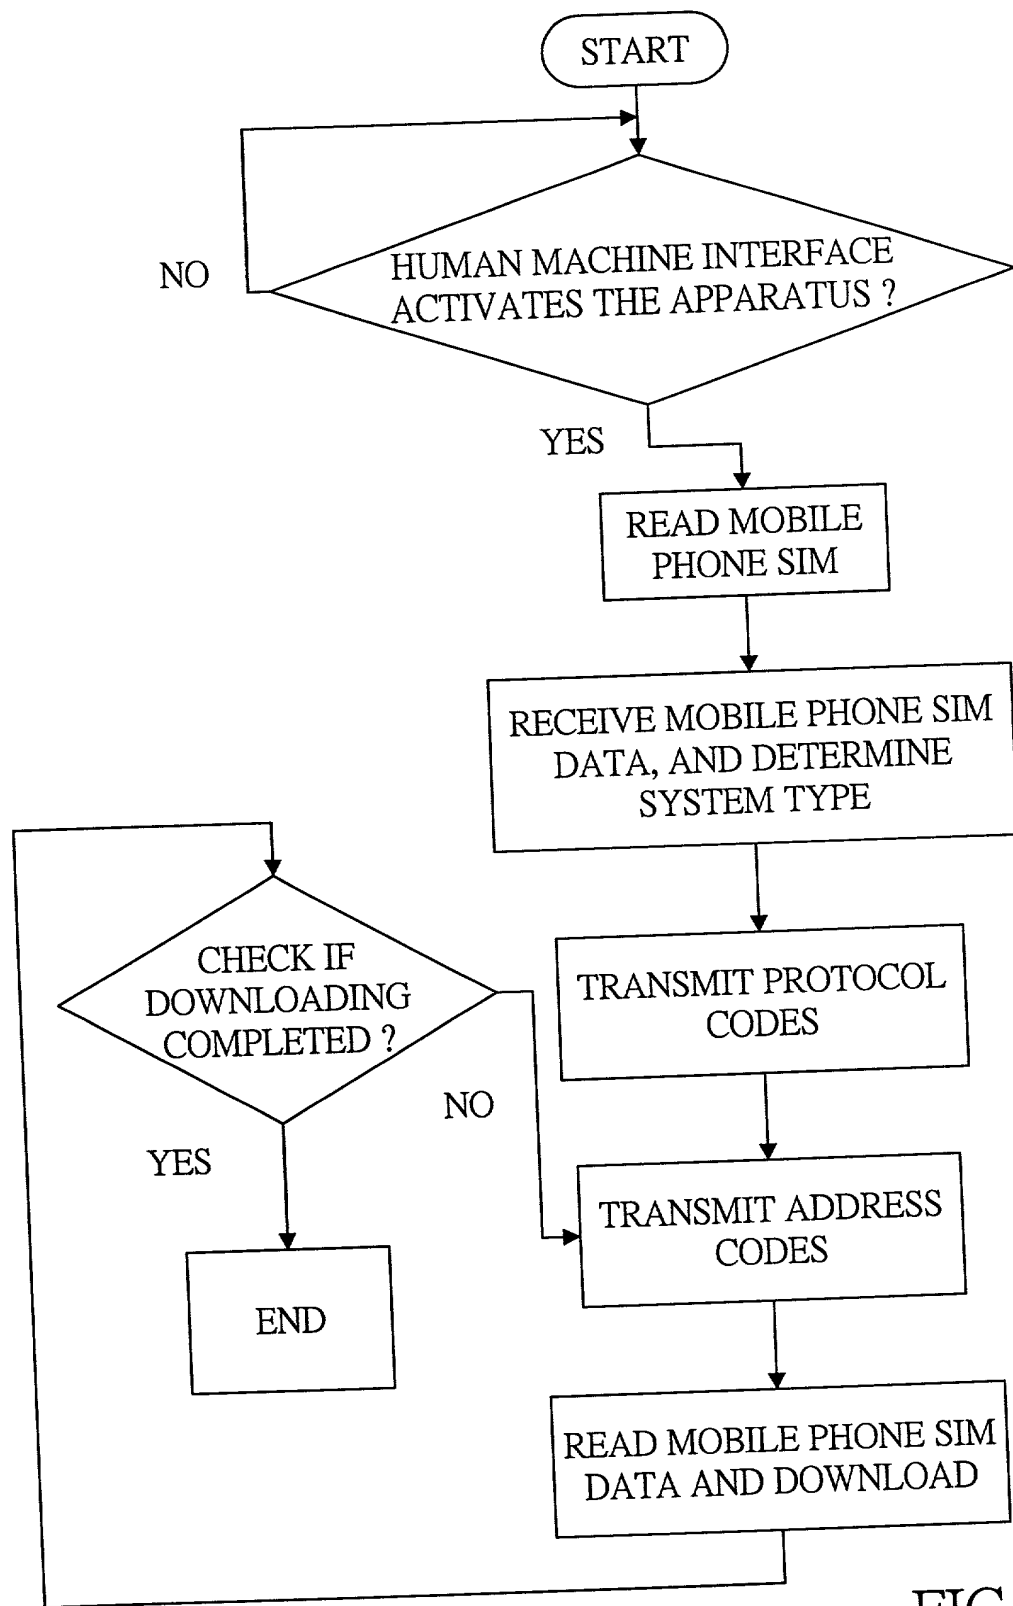 START
NO
HUMAN MACHINE INTERFACE
ACTIVATES THE APPARATUS ?
YES
READ MOBILE
PHONE SIM
RECEIVE MOBILE PHONE SIM
DATA, AND DETERMINE
SYSTEM TYPE
CHECK IF
DOWNLOADING
COMPLETED ?
TRANSMIT PROTOCOL
CODES
NO
YES
TRANSMIT ADDRESS
CODES
END
READ MOBILE PHONE SIM
DATA AND DOWNLOAD
FIG